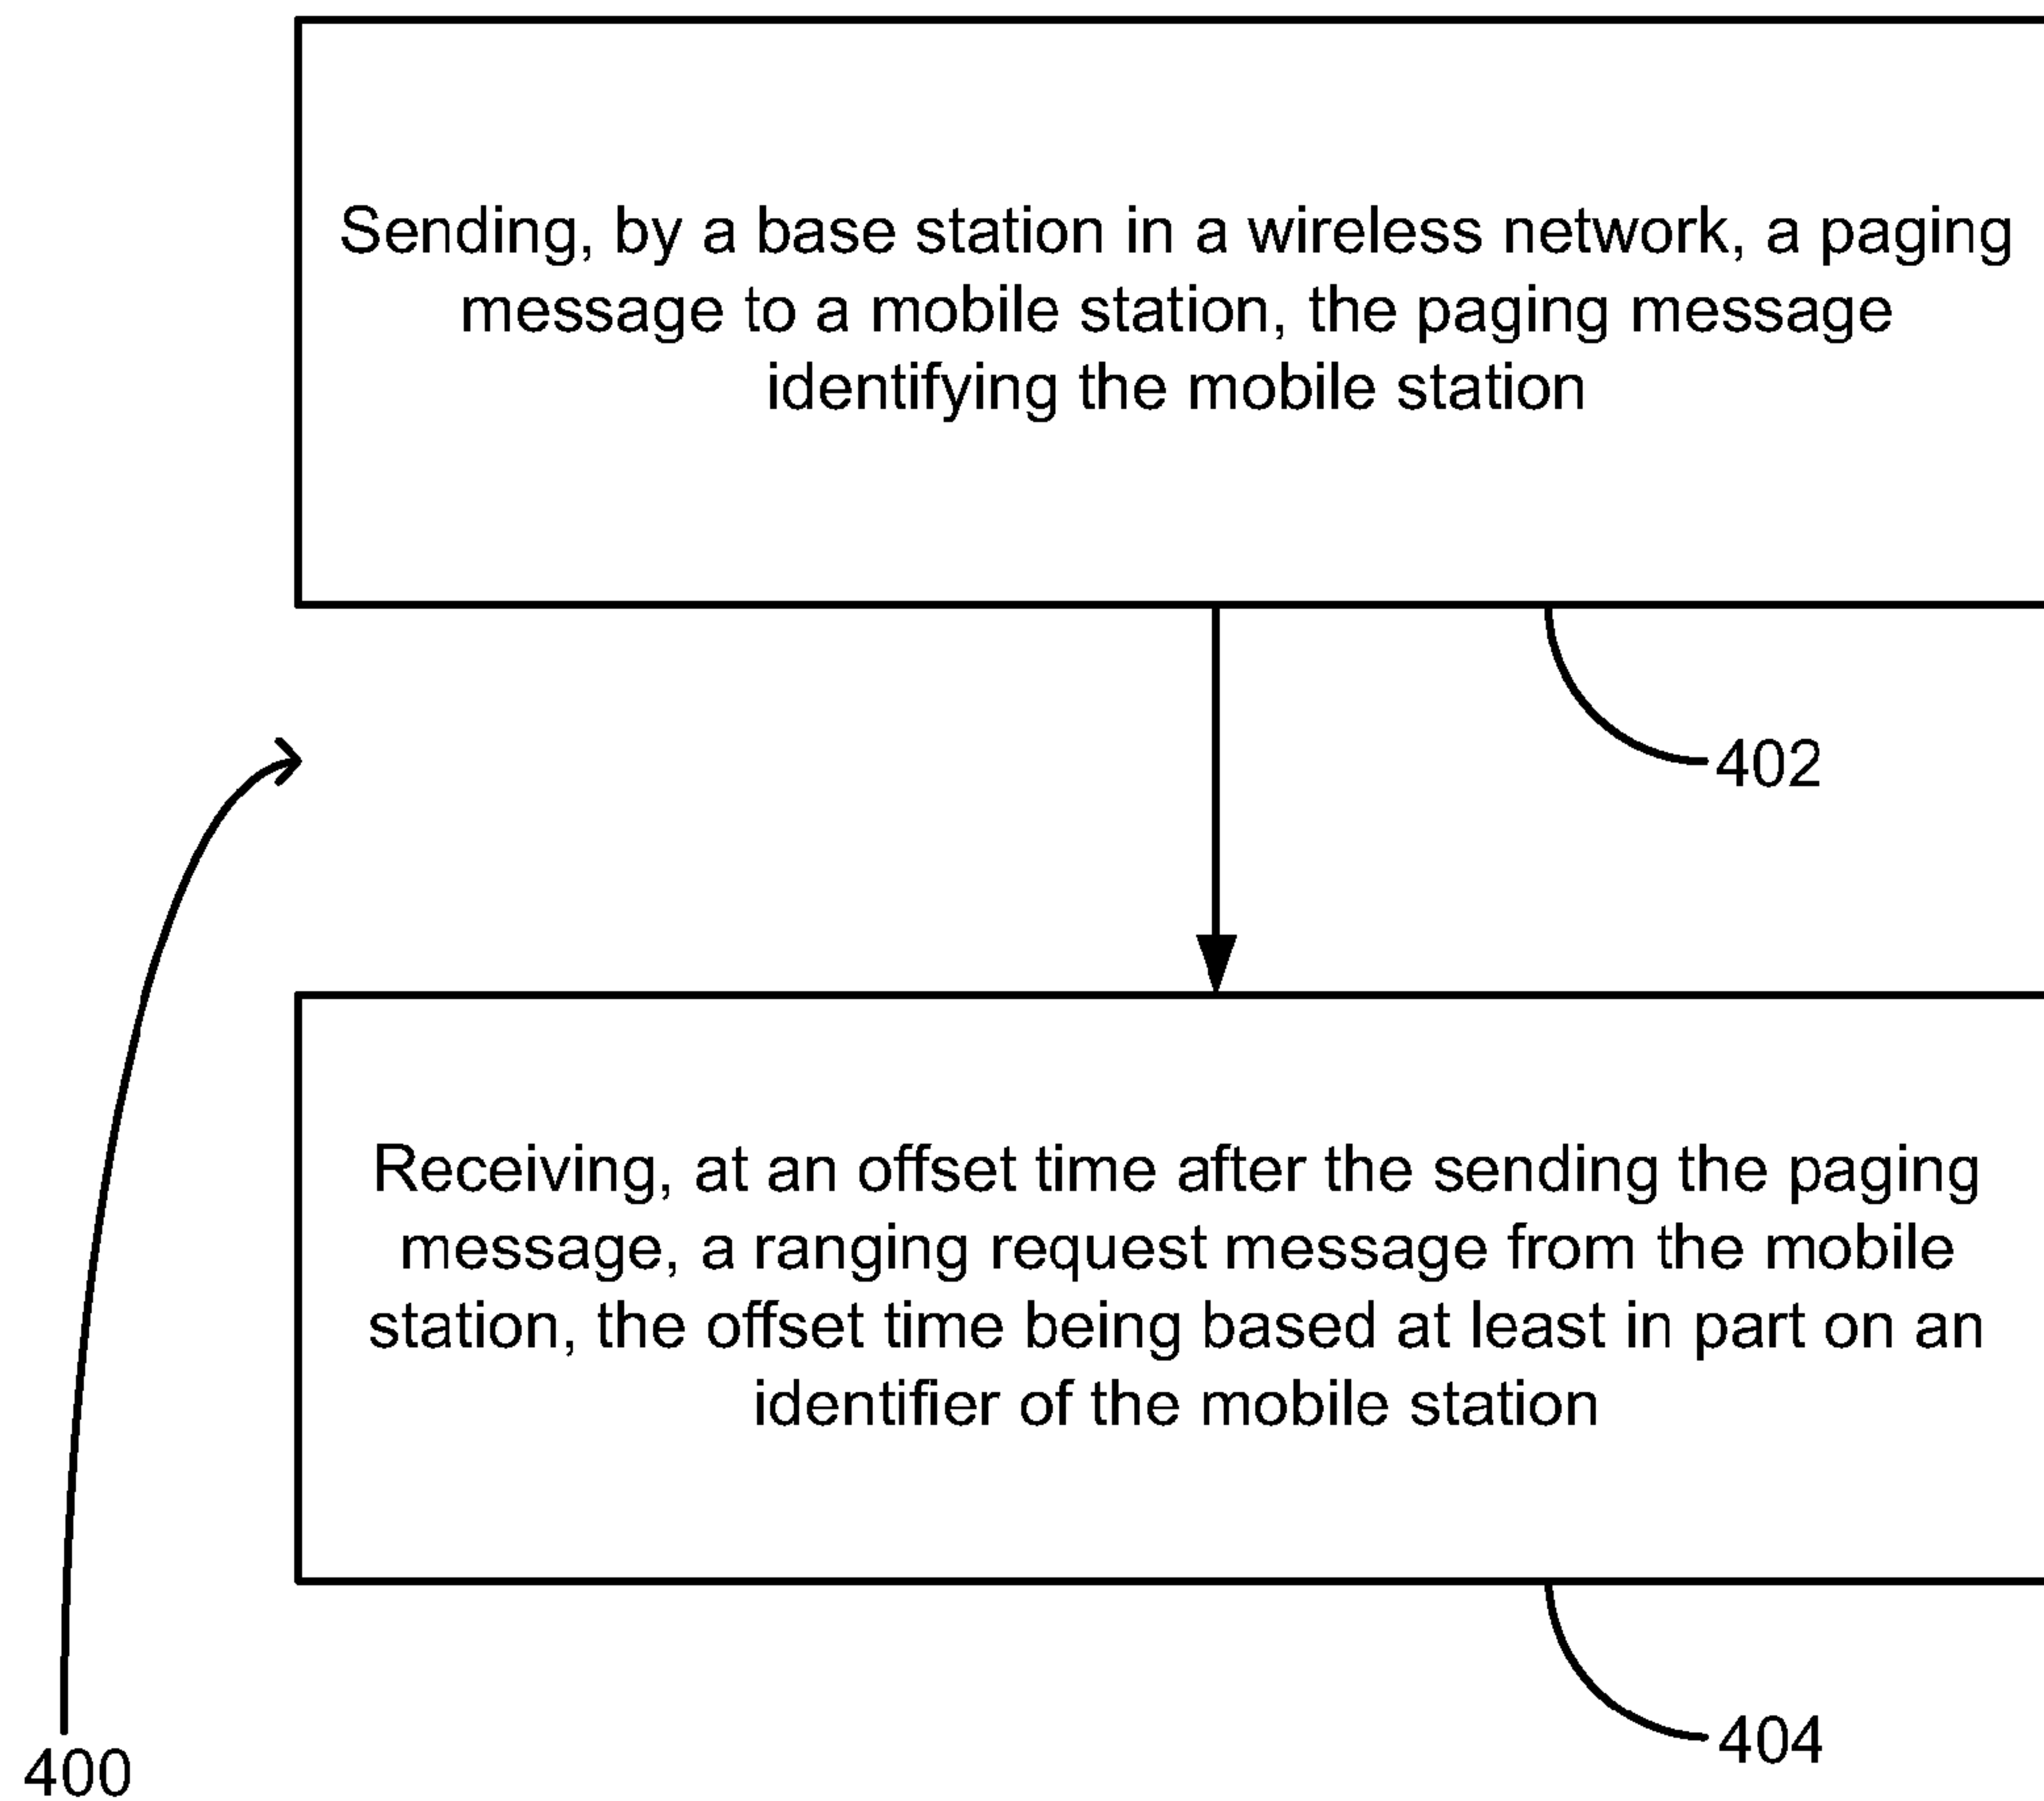 Sending, by a base station in a wireless network, a paging
message to a mobile station, the paging message
identifying the mobile station
402
Receiving, at an offset time after the sending the paging
message, a ranging request message from the mobile
station, the offset time being based at least in part on an
identifier of the mobile station
404
400